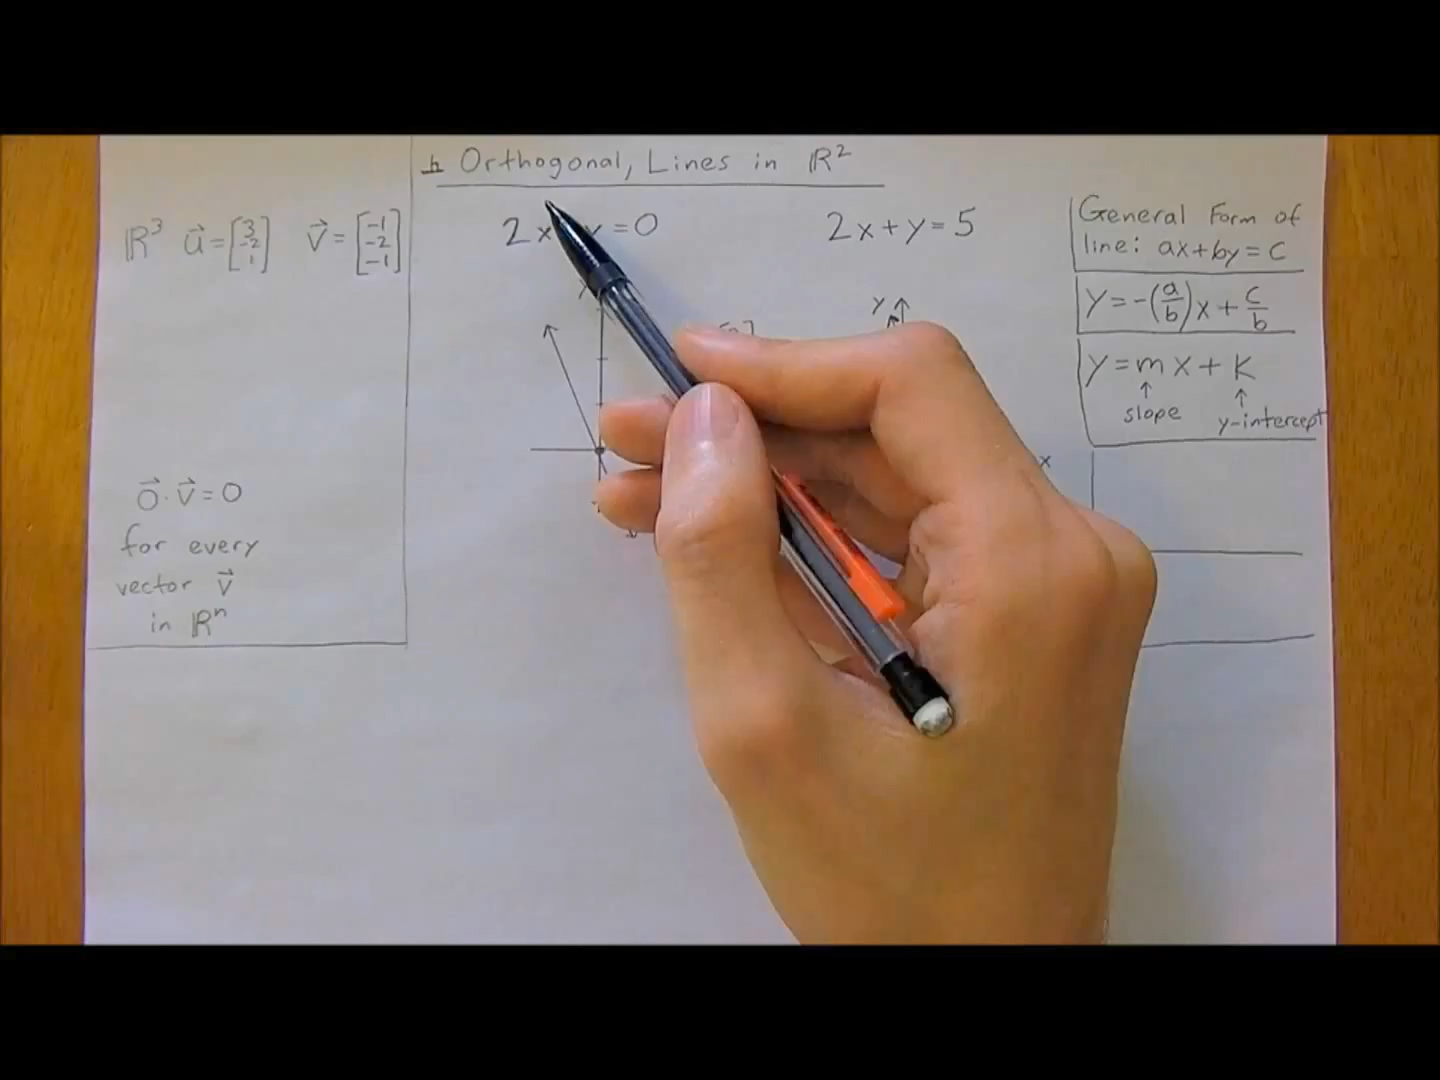 h Orthogonal, Lines in ℝ²
ℝ³ u⃗ = [3 -2 1] v⃗ = [-1 -2 -1]
0⃗ · v⃗ = 0
for every
vector v⃗
in ℝⁿ
2x y = 0
y
2x + y = 5
y
x
General Form of
line: ax + by = c
y = -(a/b)x + c/b
y = mx + k
↑ ↑
slope y-intercept